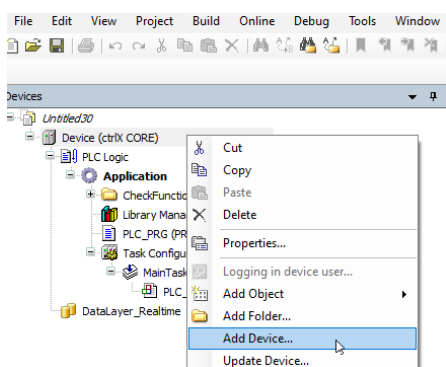 File Edit View Project Build Online Debug Tools Window
Devices
Untitled30
Device (ctrlX CORE)
PLC Logic
Application
CheckFunctio
Library Mana
PLC_PRG (PR
Task Configu
MainTask
PLC_
DataLayer_Realtime
Cut
Copy
Paste
Delete
Properties...
Logging in device user...
Add Object
Add Folder...
Add Device...
Update Device...